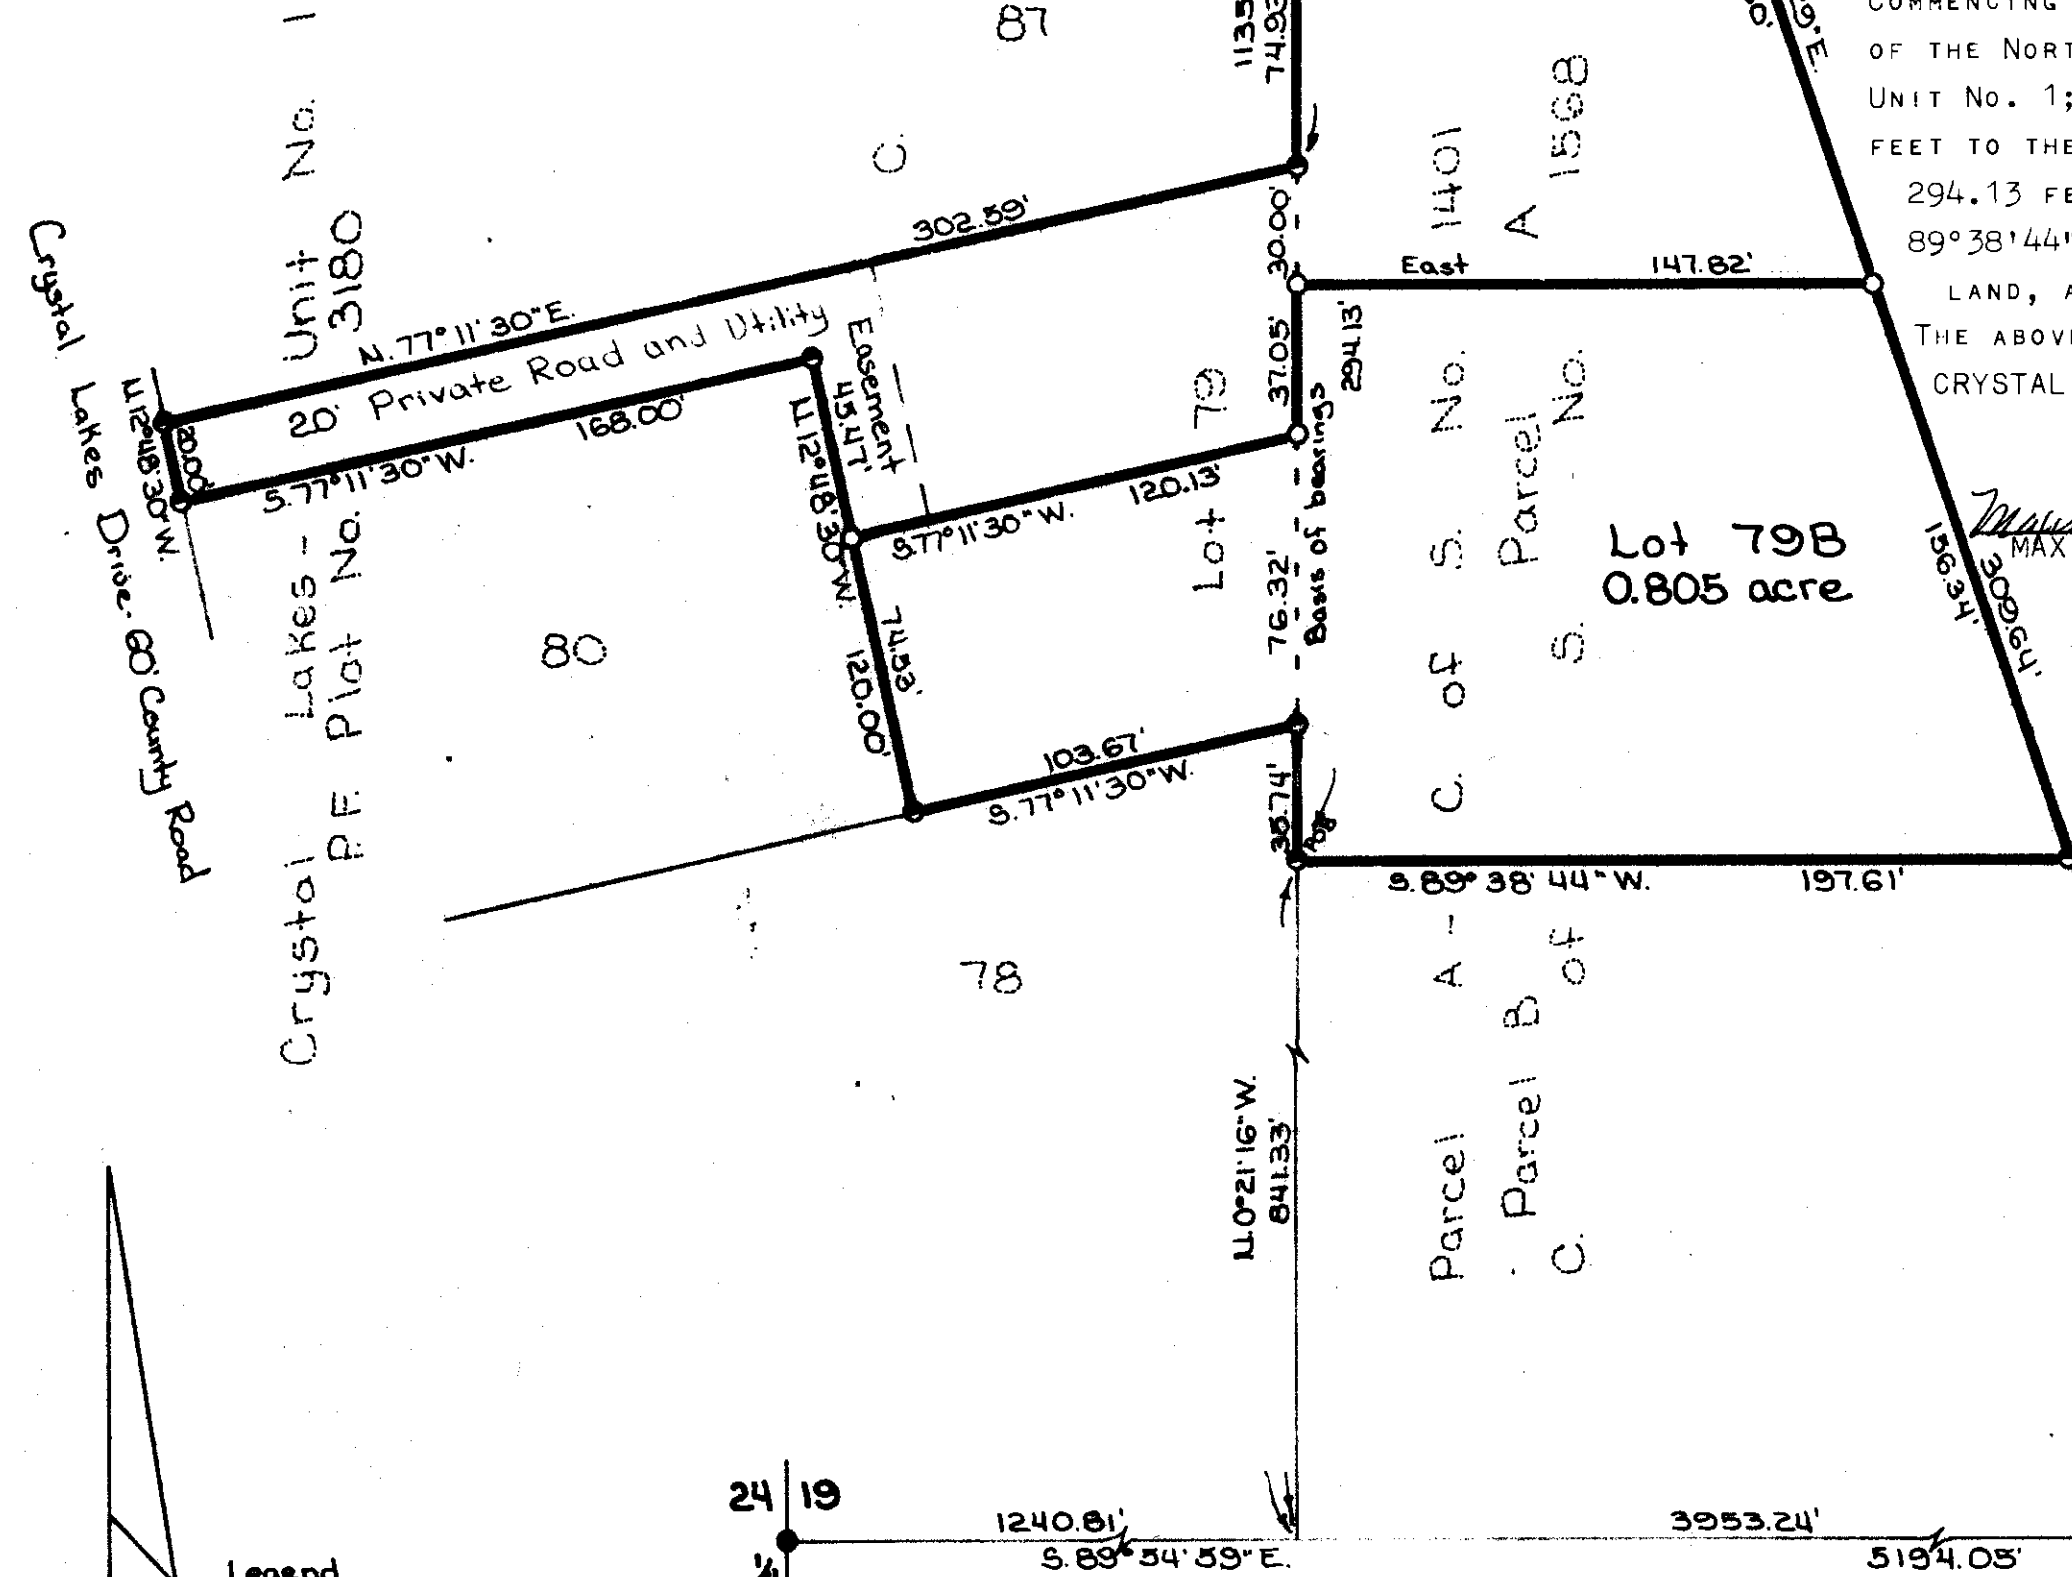 87
1135
74.93
COMMENCING
OF THE NORT
UNIT NO. 1;
FEET TO THE
294.13 FE
89°38'44"
LAND, A
THE ABOV
CRYSTAL
MAX
9"E.
C.
302.59'
N. 77° 11' 30" E.
20' Private Road and Utility
Easement
168.00'
S. 77° 11' 30" W.
20.00'
N. 12° 48' 30" W.
45.47'
N. 12° 48' 30" W.
120.13'
S. 77° 11' 30" W.
74.53'
120.00'
103.67'
S. 77° 11' 30" W.
30.00'
37.05'
294.13'
76.32'
Basis of bearings
35.74'
POB
East
147.82'
Lot 79
Lot 79B
0.805 acre
156.34'
309.64'
S. 89° 38' 44" W.
197.61'
80
78
Crystal Lakes Drive - 60' County Road
Crystal Lakes - Unit No. 1
P.F. Plat No. 3180
Parcel A - C. of S. No. 1401
Parcel B Parcel A
C. of S. No. 1568
N. 0° 21' 16" W.
841.33'
24 19
1/4
1240.81'
S. 89° 54' 59" E.
3953.24'
5194.05'
Legend